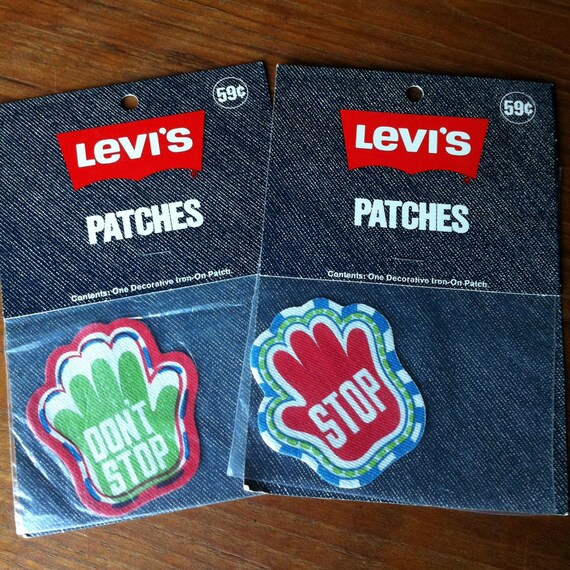 59¢
LEVI'S
PATCHES
Contents: One Decorative Iron-On Patch.
DON'T
STOP
59¢
LEVI'S
PATCHES
Contents: One Decorative Iron-On Patch.
STOP